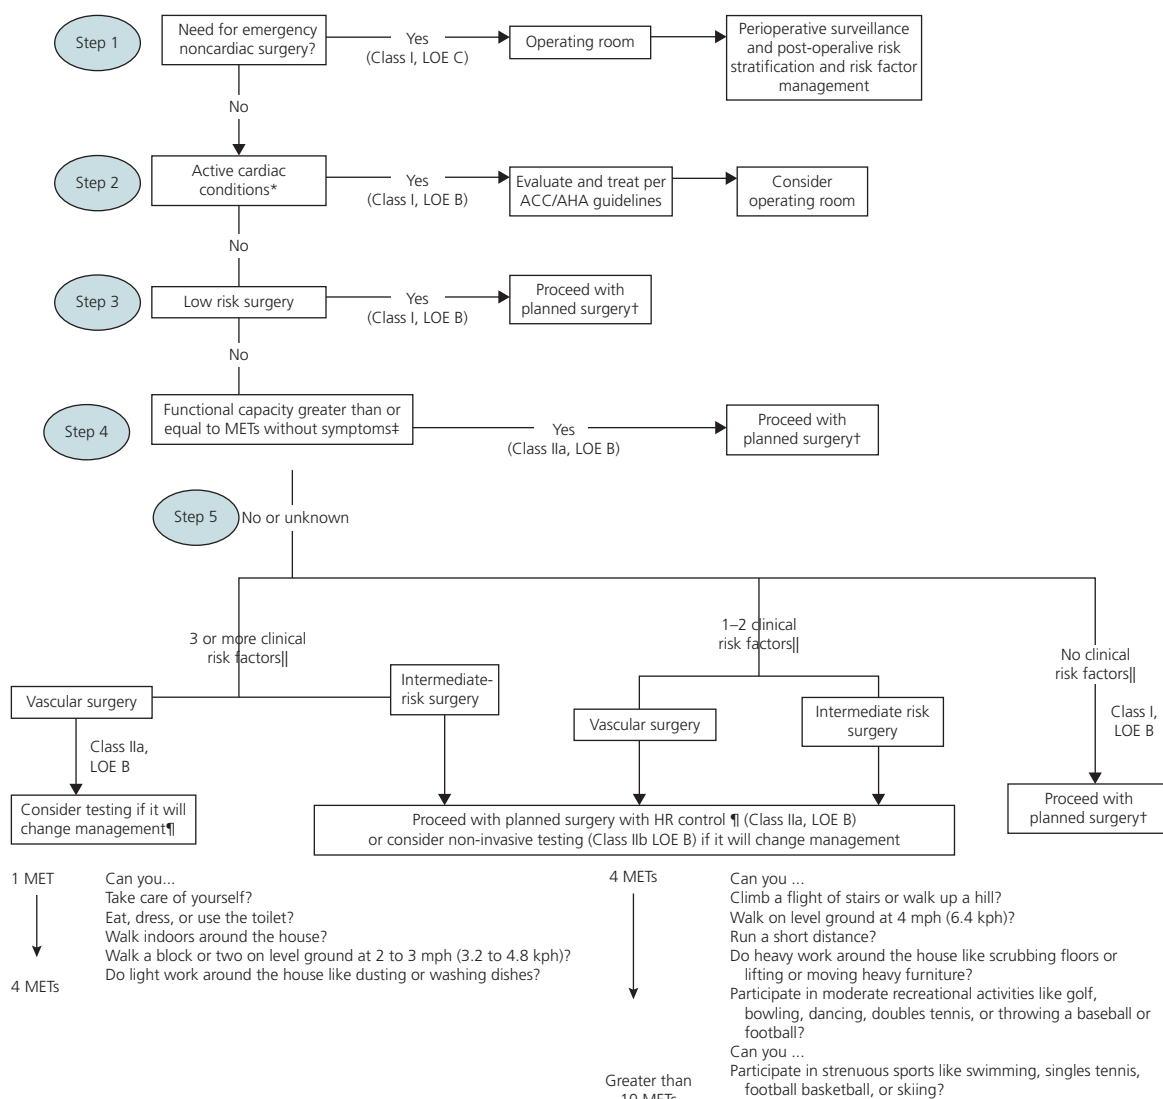 Step 1
Need for emergency
noncardiac surgery?
Yes
(Class I, LOE C)
Operating room
Perioperative surveillance
and post-operalive risk
stratification and risk factor
management
No
Step 2
Active cardiac
conditions*
Yes
(Class I, LOE B)
Evaluate and treat per
ACC/AHA guidelines
Consider
operating room
No
Step 3
Low risk surgery
Yes
(Class I, LOE B)
Proceed with
planned surgery†
No
Step 4
Functional capacity greater than or
equal to METs without symptoms‡
Yes
(Class IIa, LOE B)
Proceed with
planned surgery†
Step 5
No or unknown
3 or more clinical
risk factors||
1–2 clinical
risk factors||
No clinical
risk factors||
Vascular surgery
Intermediate-
risk surgery
Vascular surgery
Intermediate risk
surgery
Class I,
LOE B
Class IIa,
LOE B
Consider testing if it will
change management¶
Proceed with planned surgery with HR control ¶ (Class IIa, LOE B)
or consider non-invasive testing (Class IIb LOE B) if it will change management
Proceed with
planned surgery†
1 MET
4 METs
Can you...
Take care of yourself?
Eat, dress, or use the toilet?
Walk indoors around the house?
Walk a block or two on level ground at 2 to 3 mph (3.2 to 4.8 kph)?
Do light work around the house like dusting or washing dishes?
4 METs
Greater than
10 METs
Can you ...
Climb a flight of stairs or walk up a hill?
Walk on level ground at 4 mph (6.4 kph)?
Run a short distance?
Do heavy work around the house like scrubbing floors or
lifting or moving heavy furniture?
Participate in moderate recreational activities like golf,
bowling, dancing, doubles tennis, or throwing a baseball or
football?
Can you ...
Participate in strenuous sports like swimming, singles tennis,
football basketball, or skiing?